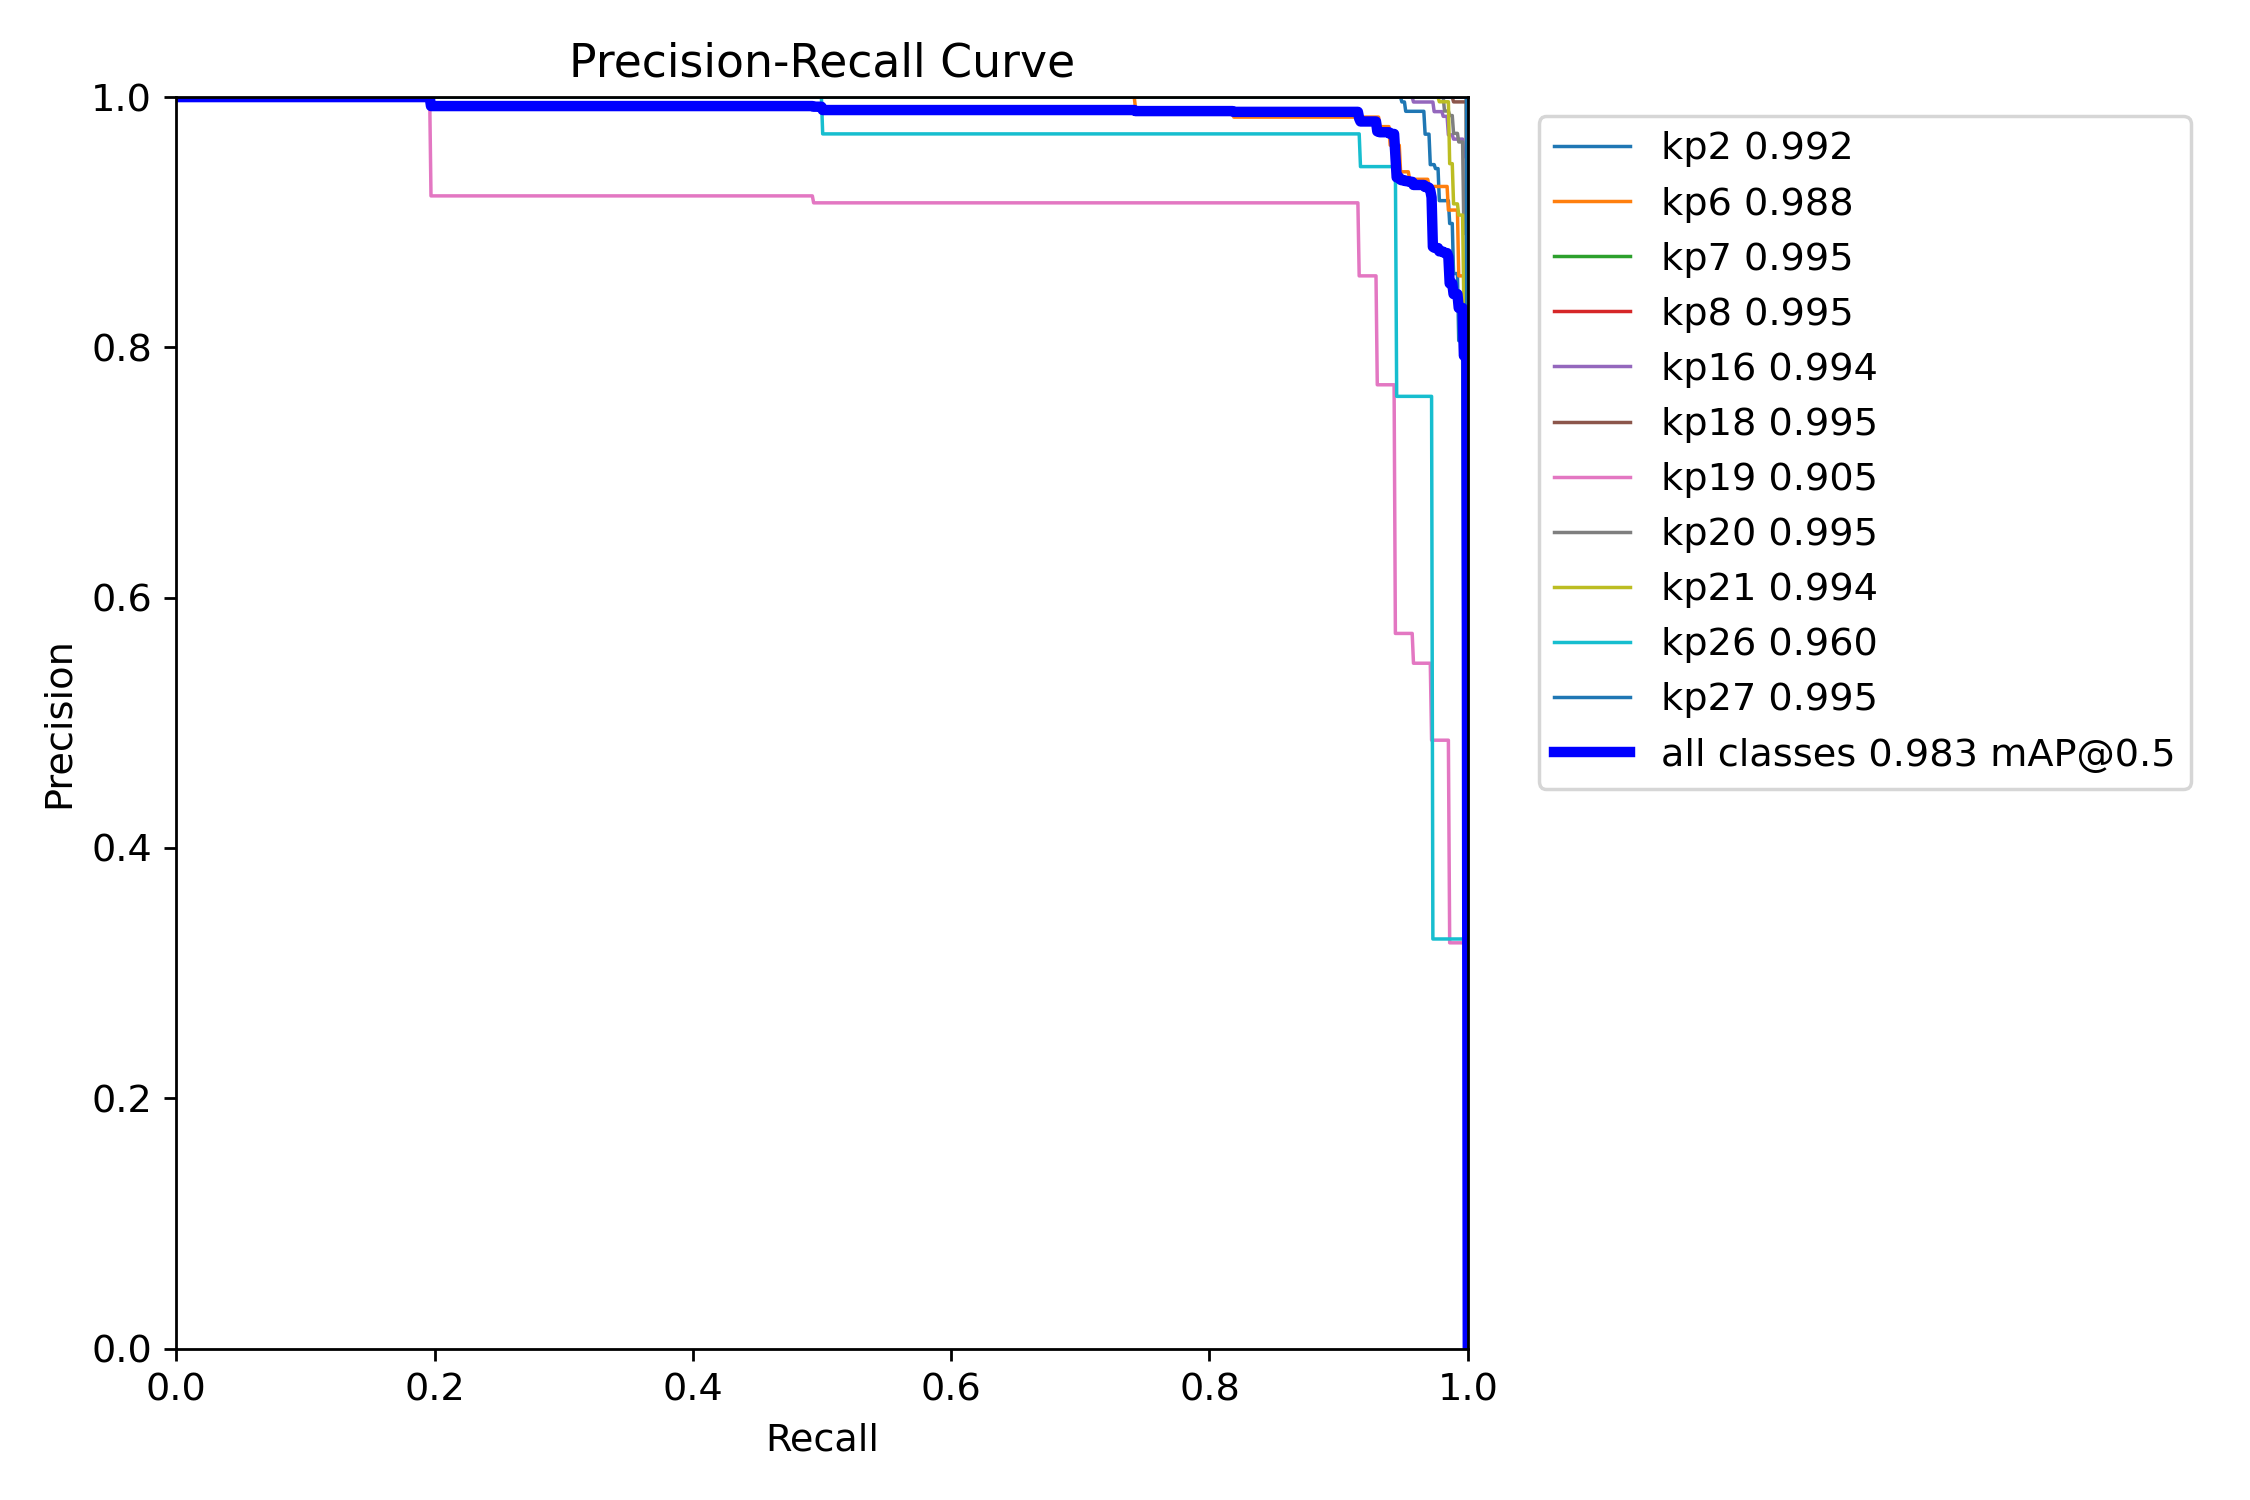 Precision-Recall Curve
1.0
0.8
0.6
0.4
0.2
0.0
Precision
0.0 0.2 0.4 0.6 0.8 1.0
Recall
kp2 0.992
kp6 0.988
kp7 0.995
kp8 0.995
kp16 0.994
kp18 0.995
kp19 0.905
kp20 0.995
kp21 0.994
kp26 0.960
kp27 0.995
all classes 0.983 mAP@0.5